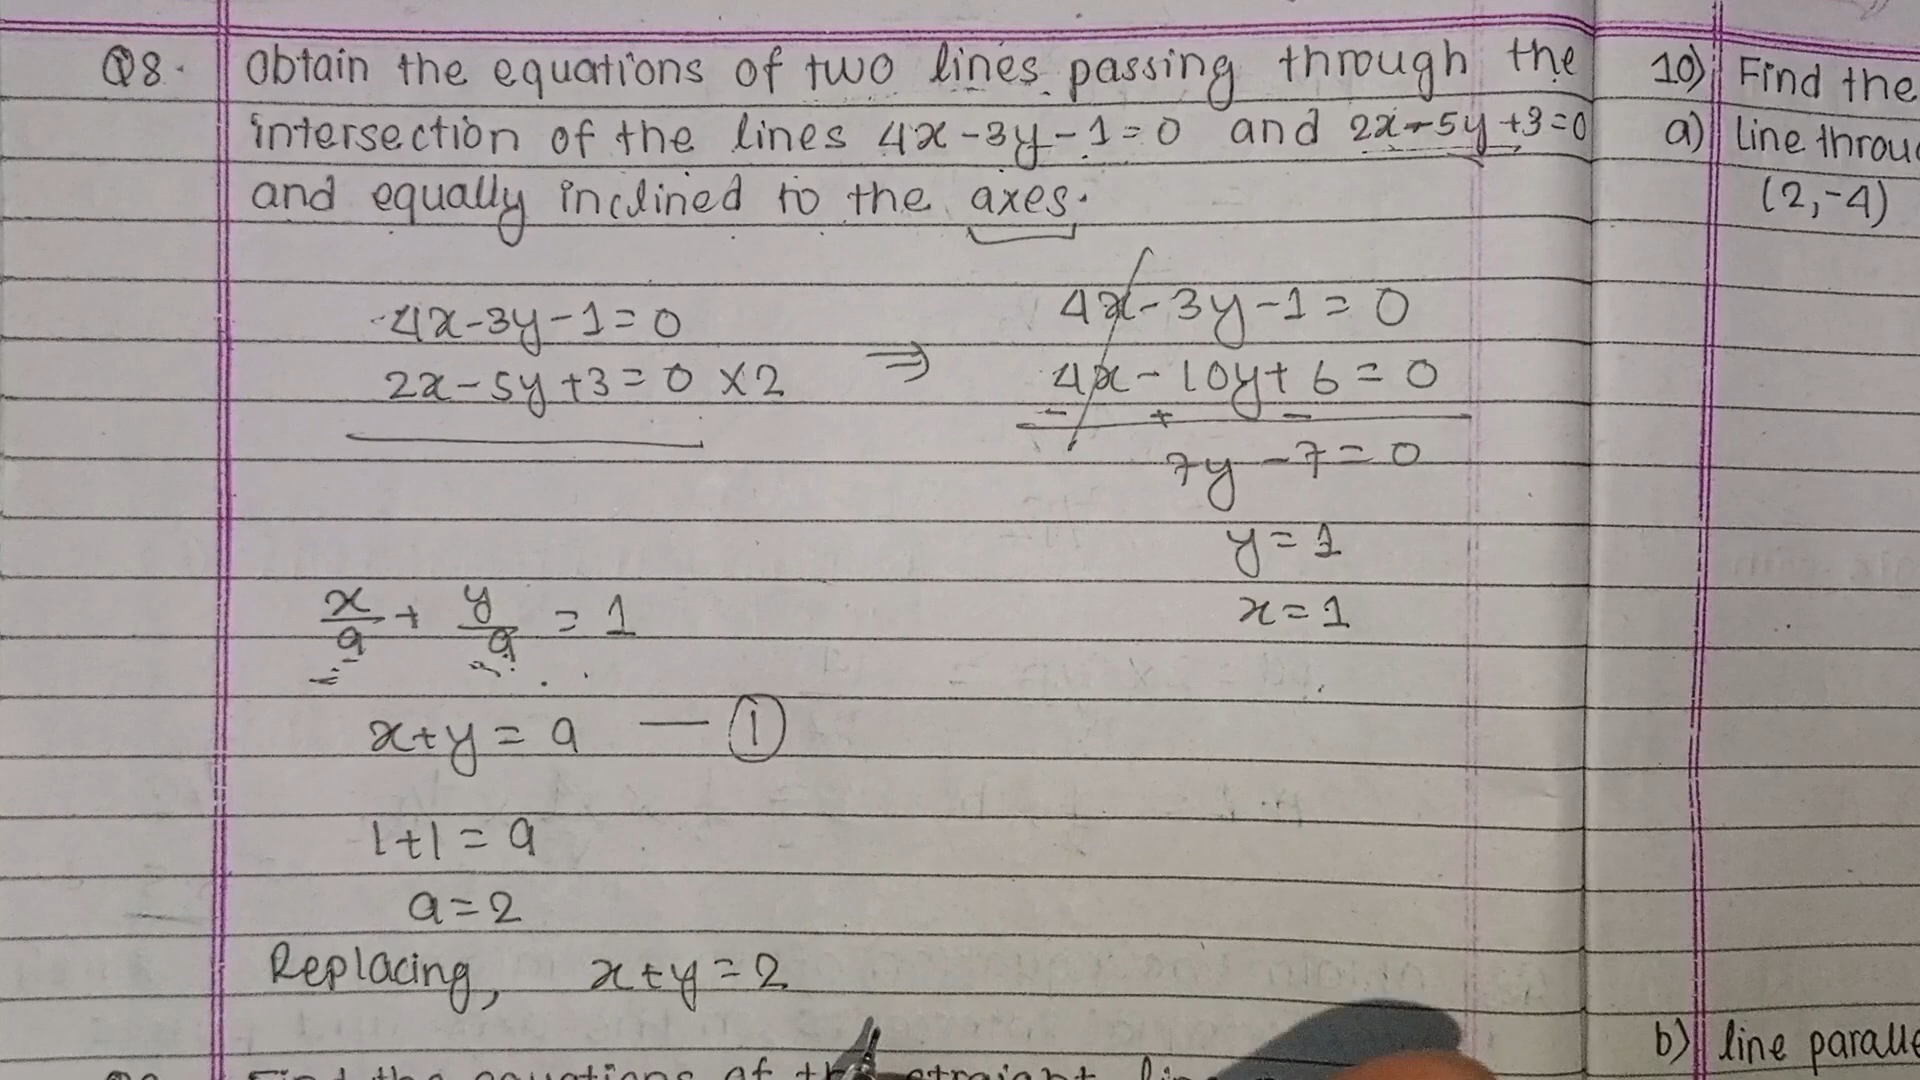 Q8. Obtain the equations of two lines passing through the
intersection of the lines 4x-3y-1=0 and 2x-5y+3=0
and equally inclined to the axes.
4x-3y-1=0
2x-5y+3=0 x2
⇒
4x-3y-1=0
4x-10y+6=0
- + -
7y-7=0
y=1
x=1
x/a + y/a = 1
x+y=a — ①
1+1=a
a=2
Replacing, x+y=2
10) Find the
a) line
(2,-4)
b) line